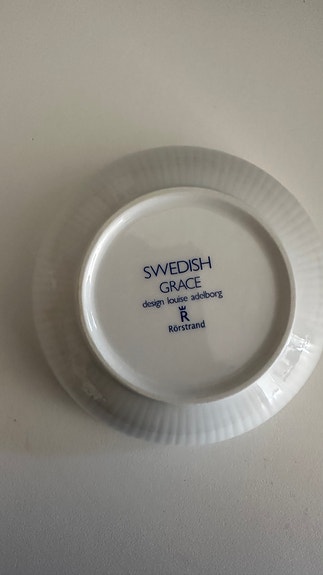 SWEDISH
GRACE
design louise adelborg
R
Rörstrand